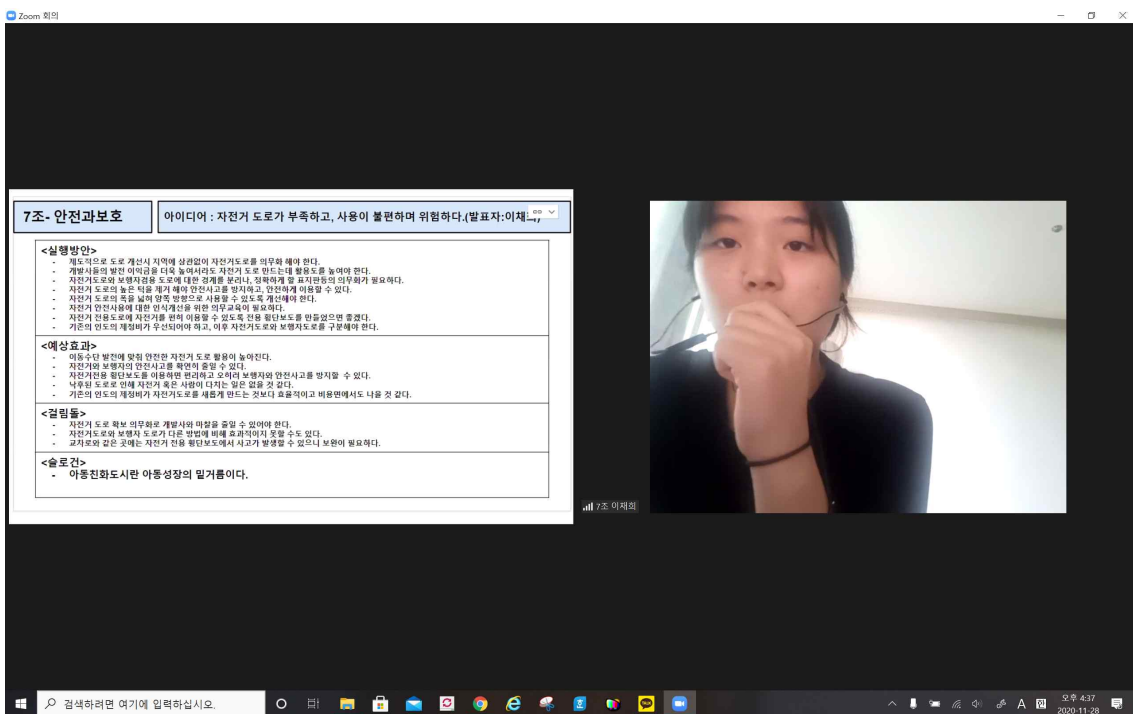 Zoom 회의
7조- 안전과보호
아이디어 : 자전거 도로가 부족하고, 사용이 불편하며 위험하다.(발표자:이채
<실행방안>
- 제도적으로 도로 개선시 지역에 상관없이 자전거도로를 의무화 해야 한다.
- 개발사들의 발전 이익금을 더욱 높여서라도 자전거 도로 만드는데 활용도를 높여야 한다.
- 자전거도로와 보행자겸용 도로에 대한 경계를 분리나, 정확하게 할 표지판등의 의무화가 필요하다.
- 자전거 도로의 높은 턱을 제거 해야 안전사고를 방지하고, 안전하게 이용할 수 있다.
- 자전거 도로의 폭을 넓혀 양쪽 방향으로 사용할 수 있도록 개선해야 한다.
- 자전거 안전사용에 대한 인식개선을 위한 의무교육이 필요하다.
- 자전거 전용도로에 자전거를 편히 이용할 수 있도록 전용 횡단보도를 만들었으면 좋겠다.
- 기존의 인도의 재정비가 우선되어야 하고, 이후 자전거도로와 보행자도로를 구분해야 한다.
<예상효과>
- 이동수단 발전에 맞춰 안전한 자전거 도로 활용이 높아진다.
- 자전거와 보행자의 안전사고를 확연히 줄일 수 있다.
- 자전거전용 횡단보도를 이용하면 편리하고 오히려 보행자와 안전사고를 방지할 수 있다.
- 낙후된 도로로 인해 자전거 혹은 사람이 다치는 일은 없을 것 같다.
- 기존의 인도의 재정비가 자전거도로를 새롭게 만드는 것보다 효율적이고 비용면에서도 나을 것 같다.
<걸림돌>
- 자전거 도로 확보 의무화로 개발사와 마찰을 줄일 수 있어야 한다.
- 자전거도로와 보행자 도로가 다른 방법에 비해 효과적이지 못할 수도 있다.
- 교차로와 같은 곳에는 자전거 전용 횡단보도에서 사고가 발생할 수 있으니 보완이 필요하다.
<슬로건>
- 아동친화도시란 아동성장의 밑거름이다.
7조 이채희
검색하려면 여기에 입력하십시오.
A
오후 4:37
2020-11-28